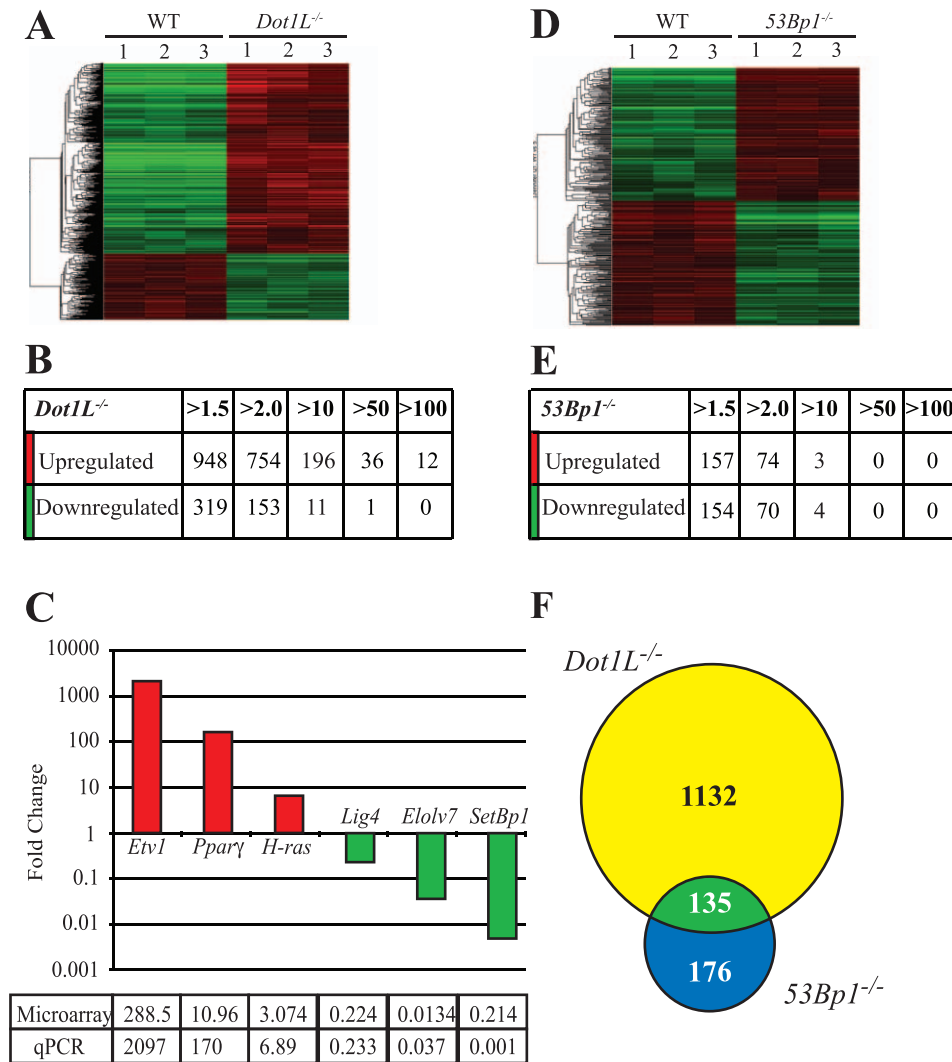 A
WT Dot1L-/-
1 2 3 1 2 3
D
WT 53Bp1-/-
1 2 3 1 2 3
B
Dot1L-/- >1.5 >2.0 >10 >50 >100
Upregulated 948 754 196 36 12
Downregulated 319 153 11 1 0
E
53Bp1-/- >1.5 >2.0 >10 >50 >100
Upregulated 157 74 3 0 0
Downregulated 154 70 4 0 0
C
Fold Change
10000
1000
100
10
1
0.1
0.01
0.001
Etv1 Pparγ H-ras Lig4 Elolv7 SetBp1
Microarray 288.5 10.96 3.074 0.224 0.0134 0.214
qPCR 2097 170 6.89 0.233 0.037 0.001
F
Dot1L-/-
1132
135
176
53Bp1-/-